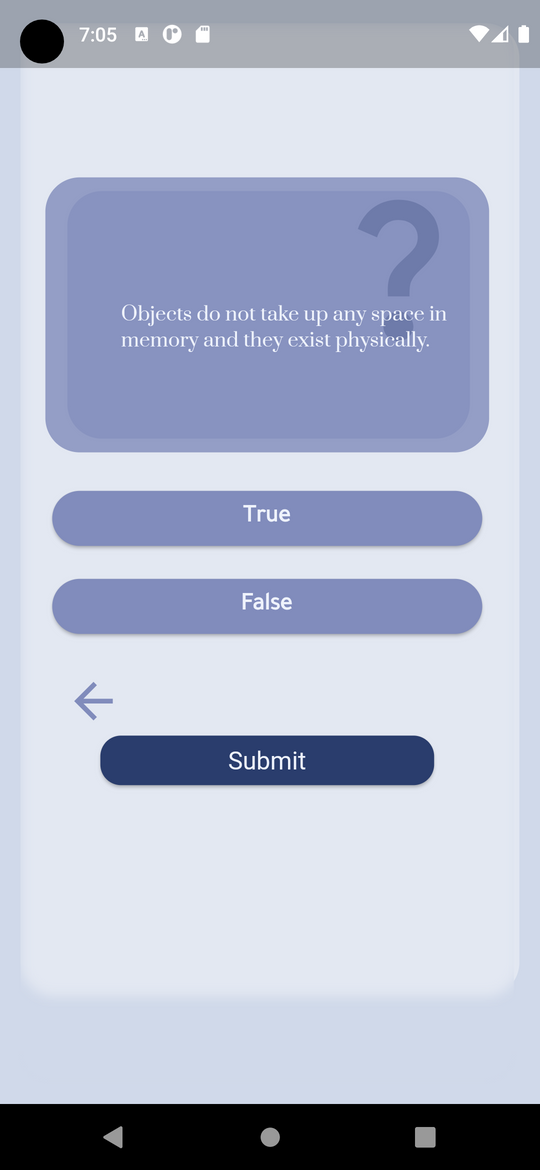 7:05
?
Objects do not take up any space in
memory and they exist physically.
True
False
Submit